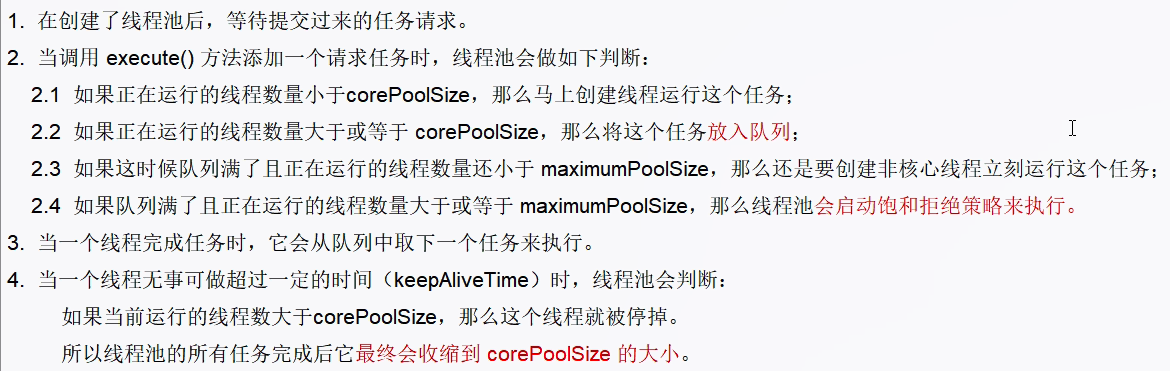 1. 在创建了线程池后，等待提交过来的任务请求。
2. 当调用 execute() 方法添加一个请求任务时，线程池会做如下判断：
2.1 如果正在运行的线程数量小于corePoolSize，那么马上创建线程运行这个任务；
2.2 如果正在运行的线程数量大于或等于 corePoolSize，那么将这个任务放入队列；
2.3 如果这时候队列满了且正在运行的线程数量还小于 maximumPoolSize，那么还是要创建非核心线程立刻运行这个任务；
2.4 如果队列满了且正在运行的线程数量大于或等于 maximumPoolSize，那么线程池会启动饱和拒绝策略来执行。
3. 当一个线程完成任务时，它会从队列中取下一个任务来执行。
4. 当一个线程无事可做超过一定的时间（keepAliveTime）时，线程池会判断：
如果当前运行的线程数大于corePoolSize，那么这个线程就被停掉。
所以线程池的所有任务完成后它最终会收缩到 corePoolSize 的大小。